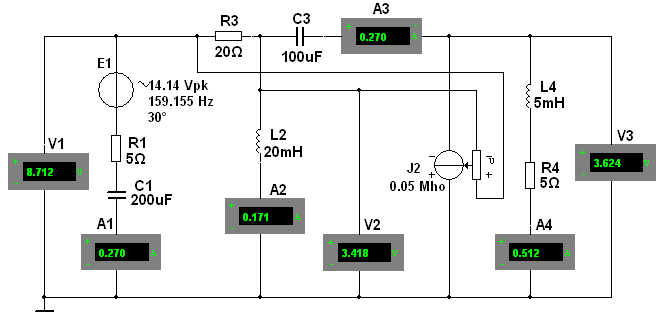 R3
20Ω
C3
100uF
A3
0.270
E1
14.14 Vpk
159.155 Hz
30°
V1
8.712
R1
5Ω
C1
200uF
A1
0.270
L2
20mH
A2
0.171
V2
3.418
J2
0.05 Mho
P
L4
5mH
R4
5Ω
V3
3.624
A4
0.512